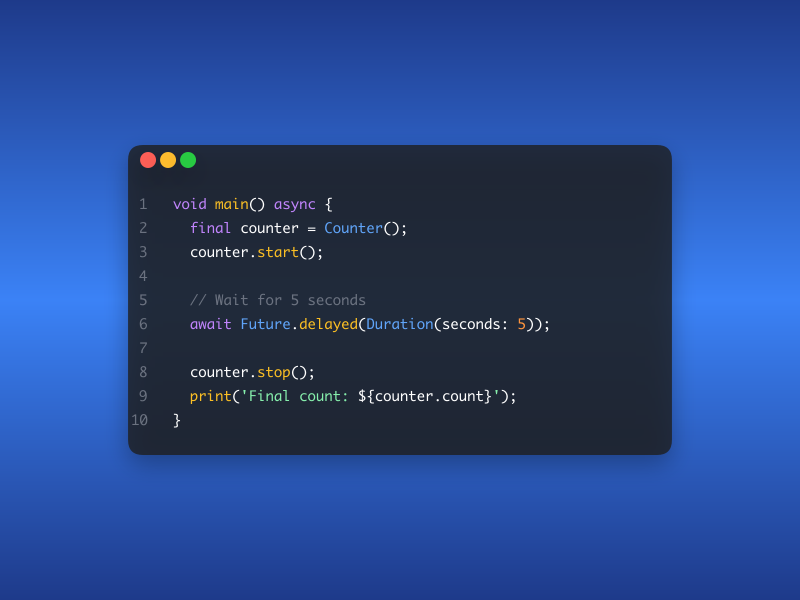 1 void main() async {
2   final counter = Counter();
3   counter.start();
4
5   // Wait for 5 seconds
6   await Future.delayed(Duration(seconds: 5));
7
8   counter.stop();
9   print('Final count: ${counter.count}');
10 }